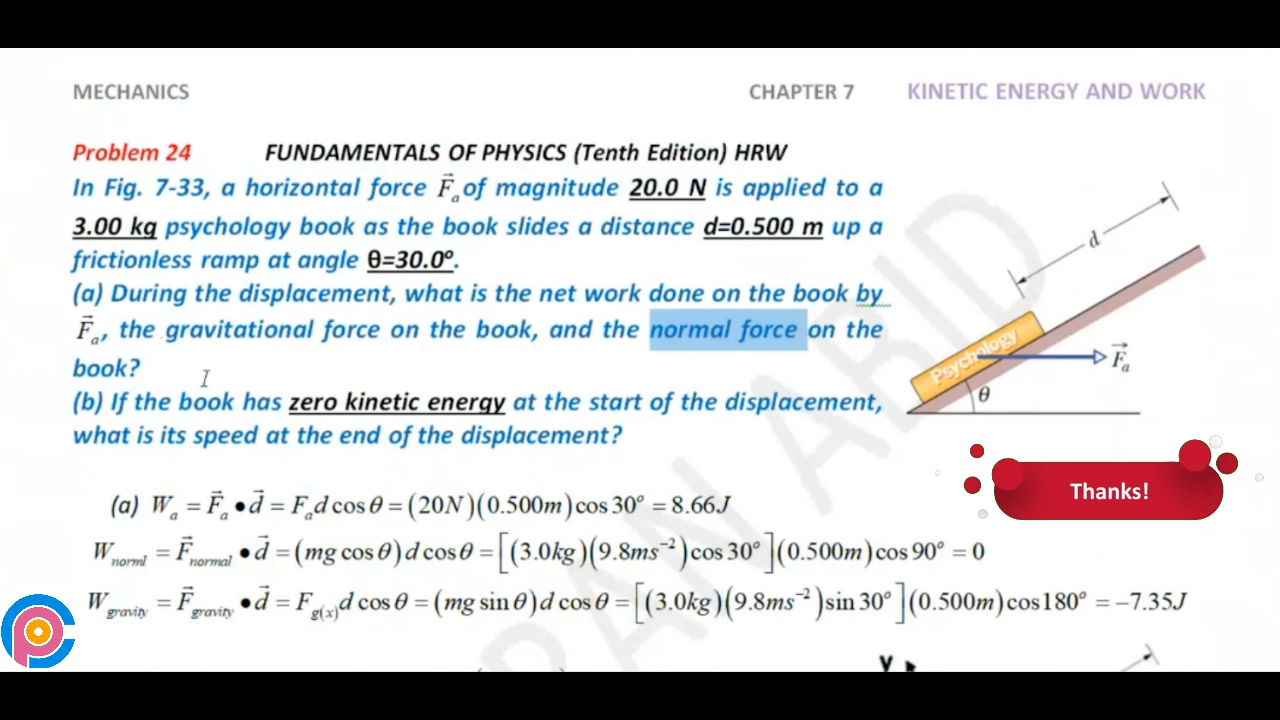 MECHANICS CHAPTER 7 KINETIC ENERGY AND WORK
Problem 24 FUNDAMENTALS OF PHYSICS (Tenth Edition) HRW
In Fig. 7-33, a horizontal force F⃗ₐ of magnitude 20.0 N is applied to a
3.00 kg psychology book as the book slides a distance d=0.500 m up a
frictionless ramp at angle θ=30.0°.
(a) During the displacement, what is the net work done on the book by
F⃗ₐ, the gravitational force on the book, and the normal force on the
book?
(b) If the book has zero kinetic energy at the start of the displacement,
what is its speed at the end of the displacement?
d
Psychology
F⃗ₐ
θ
Thanks!
(a) Wₐ = F⃗ₐ • d⃗ = Fₐd cos θ = (20N)(0.500m) cos 30° = 8.66J
W_norml = F⃗_normal • d⃗ = (mg cos θ) d cos θ = [(3.0kg)(9.8ms⁻²) cos 30°](0.500m) cos 90° = 0
W_gravity = F⃗_gravity • d⃗ = F_g(x) d cos θ = (mg sin θ) d cos θ = [(3.0kg)(9.8ms⁻²) sin 30°](0.500m) cos 180° = −7.35J